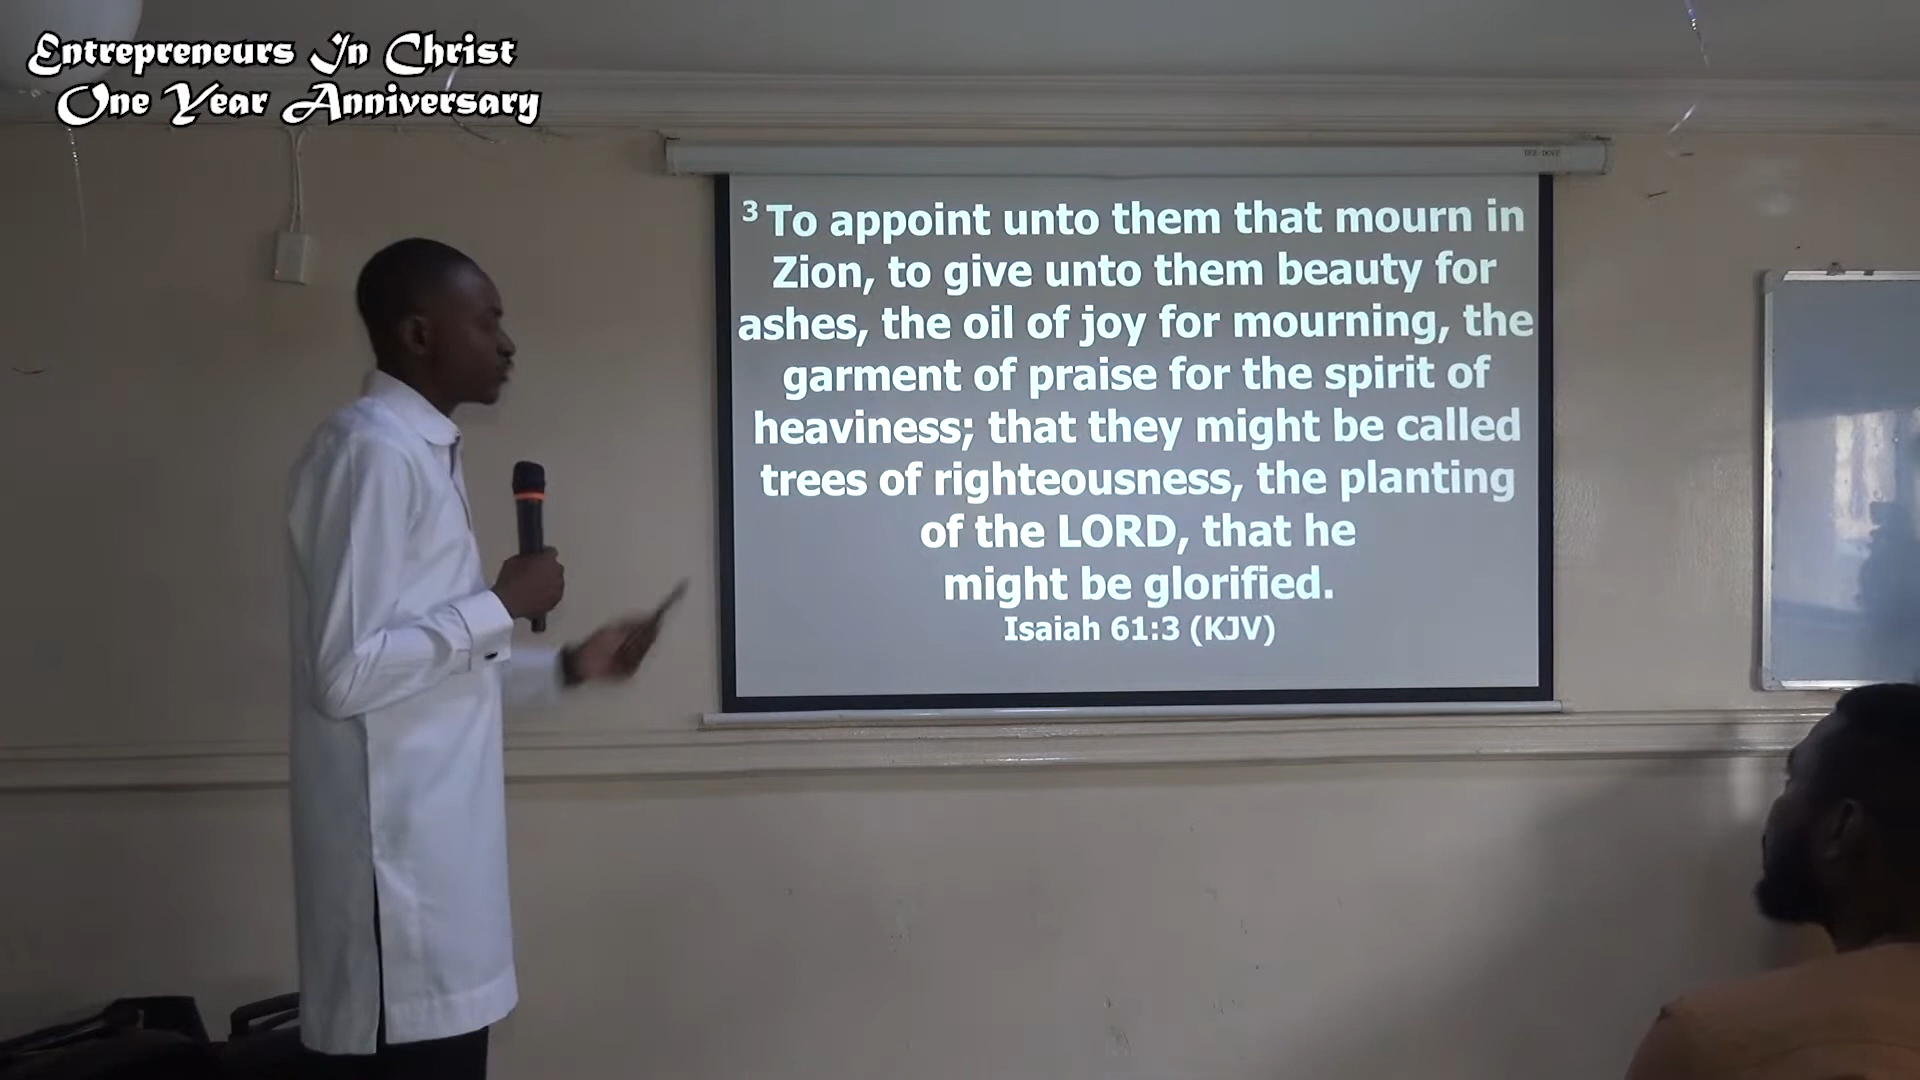 Entrepreneurs In Christ
One Year Anniversary
3 To appoint unto them that mourn in
Zion, to give unto them beauty for
ashes, the oil of joy for mourning, the
garment of praise for the spirit of
heaviness; that they might be called
trees of righteousness, the planting
of the LORD, that he
might be glorified.
Isaiah 61:3 (KJV)